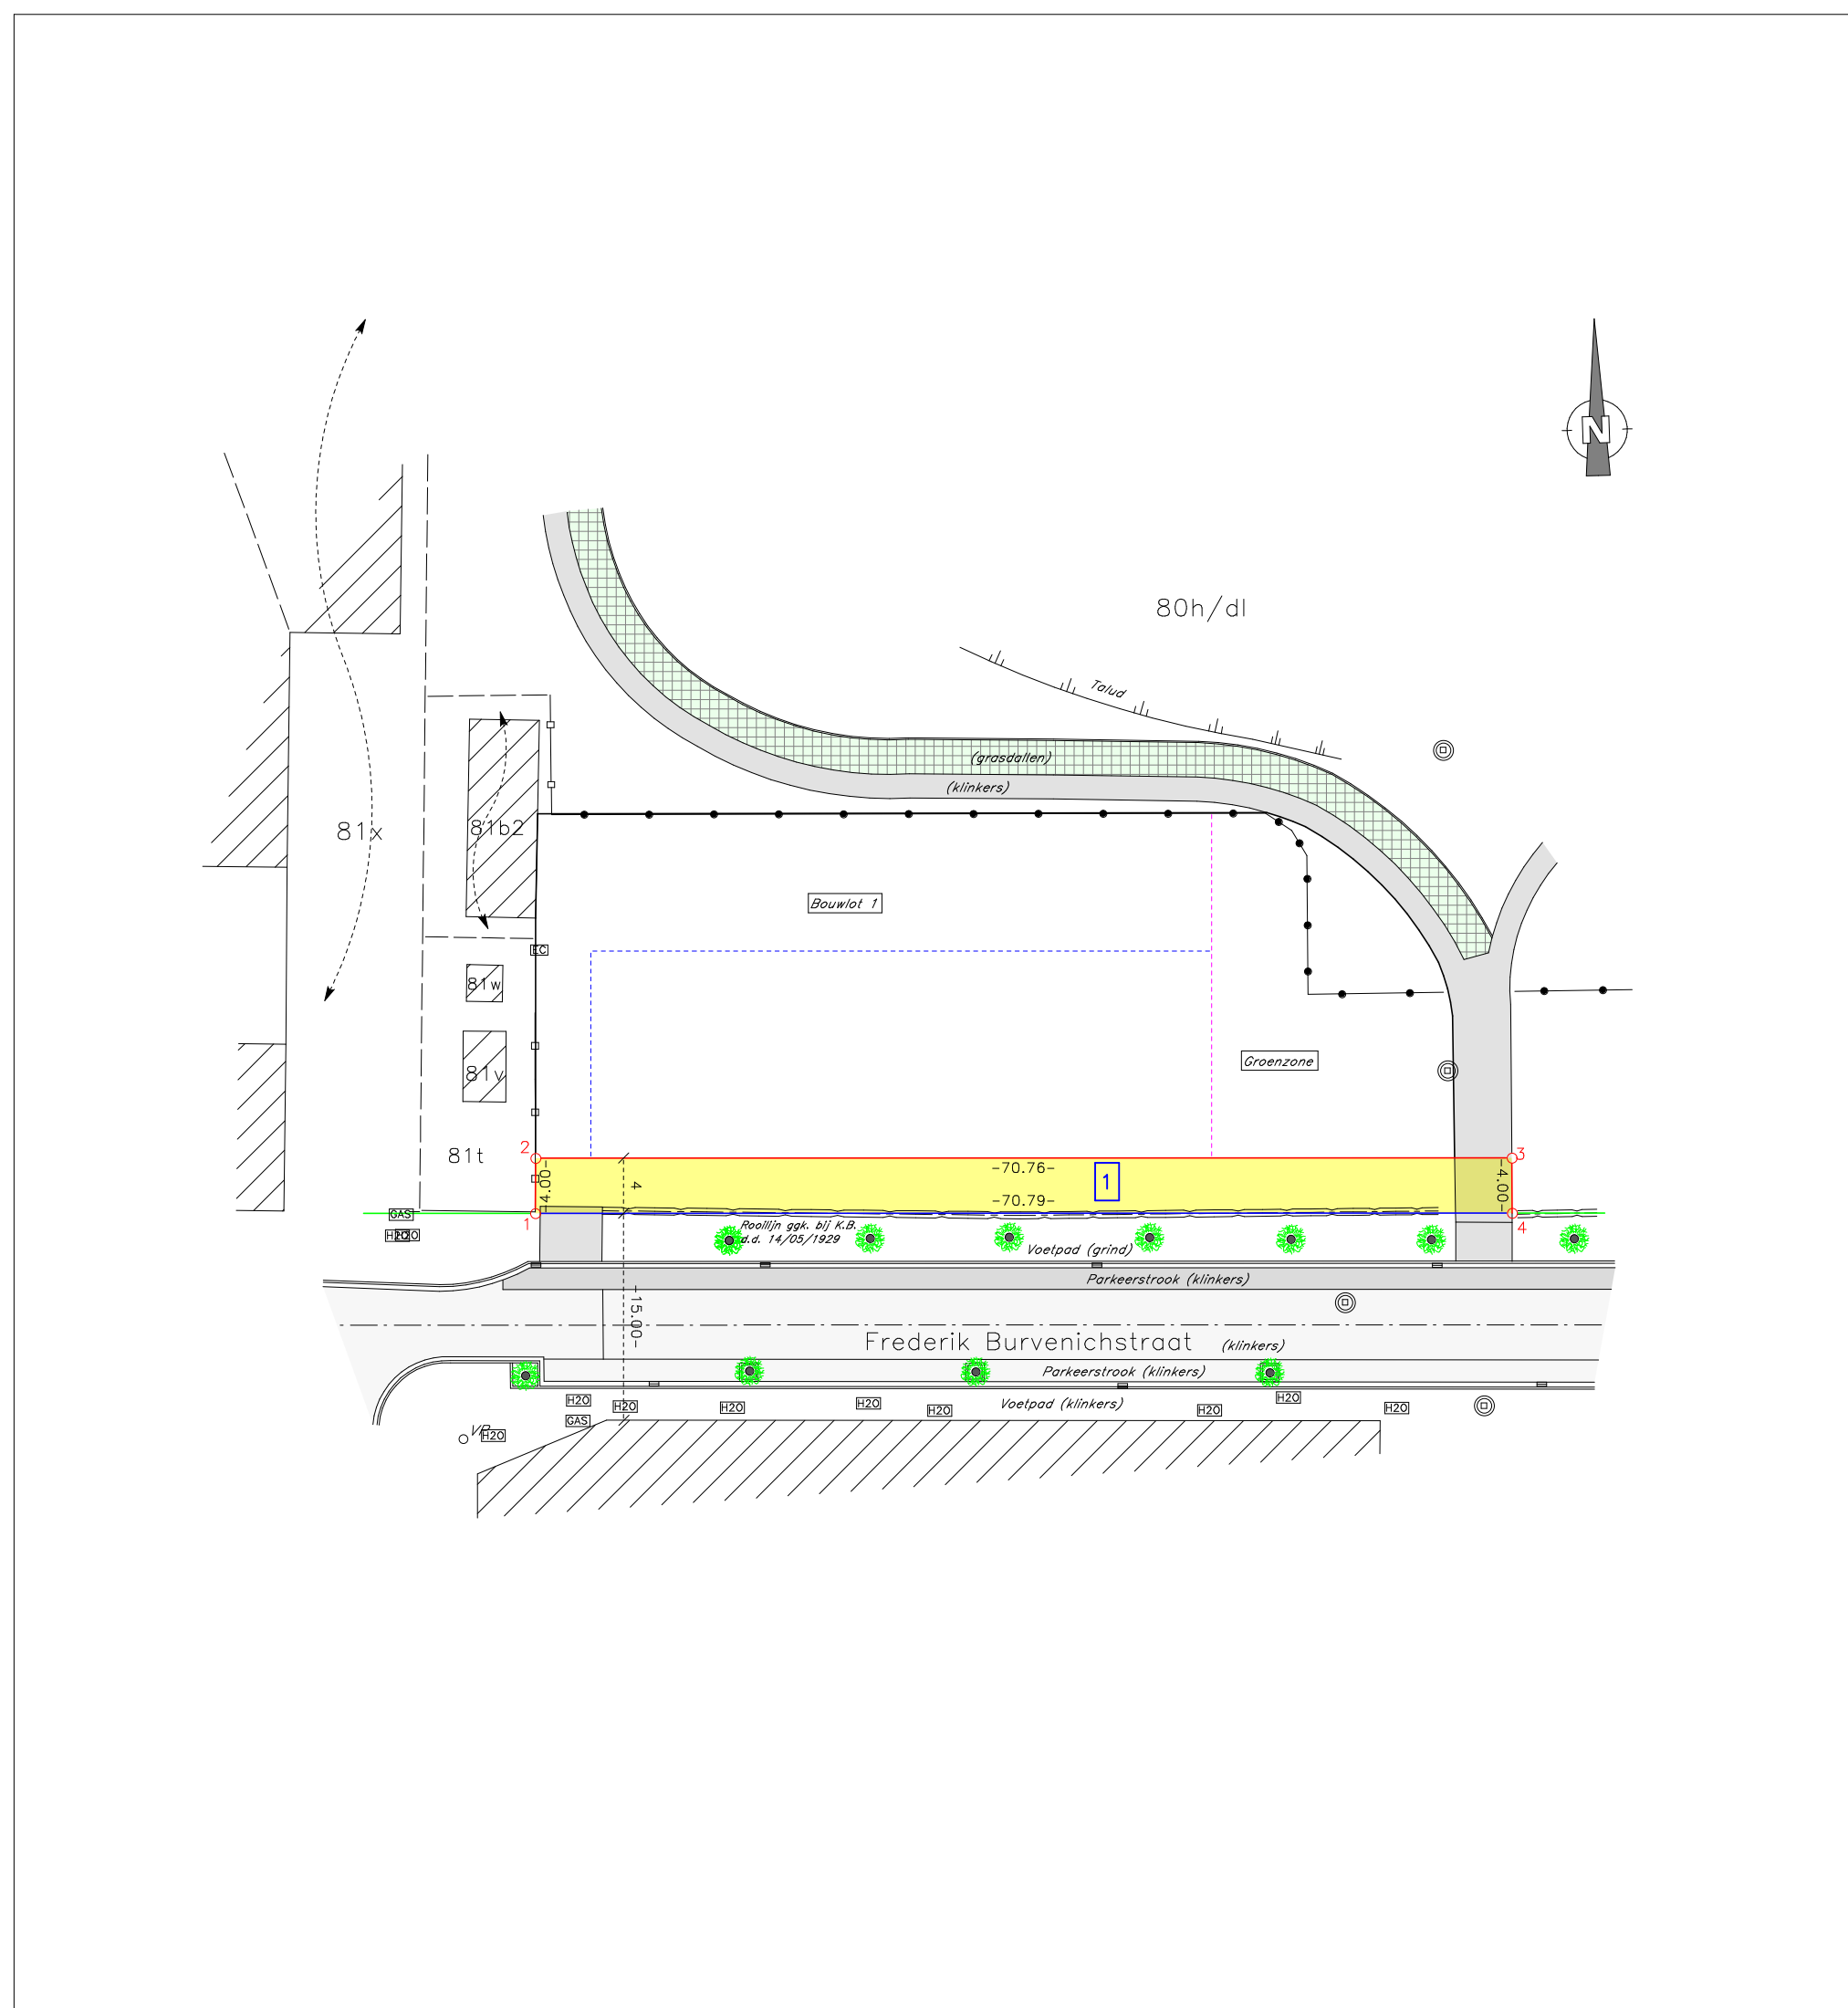 N
80h/dl
Talud
(grasdallen)
(klinkers)
81x
81b2
Bouwlot 1
EC
81w
Groenzone
81v
81t
2
3
-70.76-
1
-4.00-
4
-4.00-
-70.79-
1
4
GAS
H2O
H2O
Rooilijn ggk. bij K.B.
d.d. 14/05/1929
Voetpad (grind)
Parkeerstrook (klinkers)
-15.00-
Frederik Burvenichstraat
(klinkers)
Parkeerstrook (klinkers)
Voetpad (klinkers)
H2O
H2O
H2O
H2O
H2O
H2O
H2O
H2O
GAS
VP
H2O